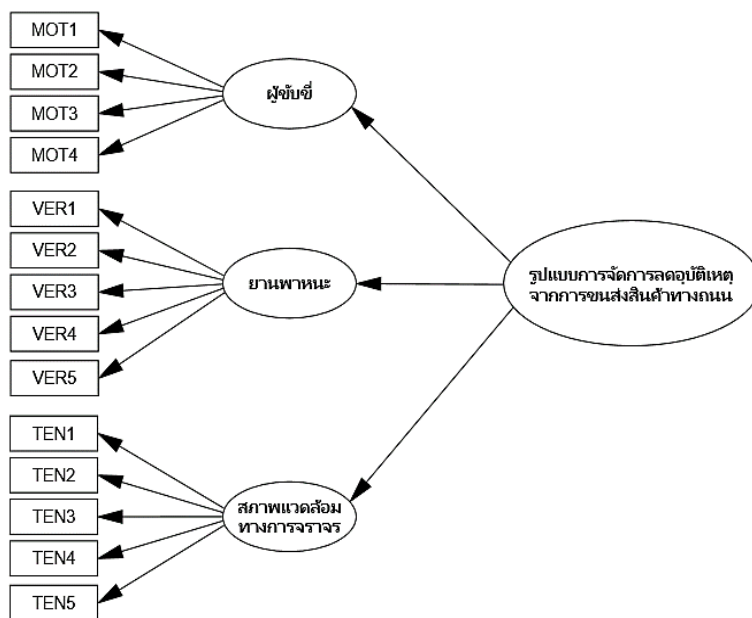 MOT1
MOT2
MOT3
MOT4
ผู้ขับขี่
VER1
VER2
VER3
VER4
VER5
ยานพาหนะ
รูปแบบการจัดการลดอุบัติเหตุ
จากการขนส่งสินค้าทางถนน
TEN1
TEN2
TEN3
TEN4
TEN5
สภาพแวดล้อม
ทางการจราจร